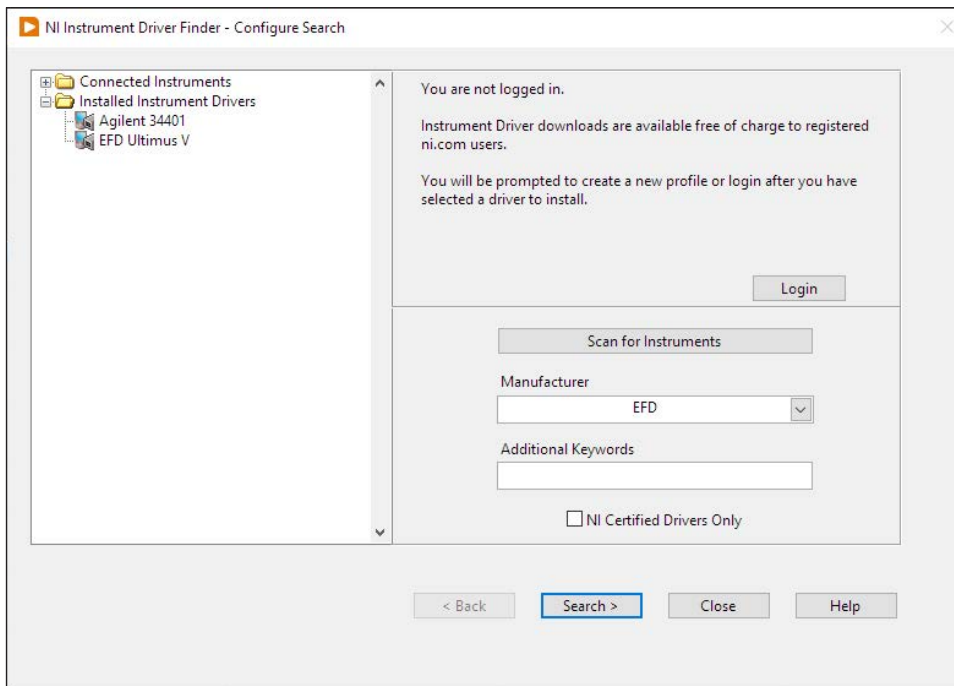 NI Instrument Driver Finder - Configure Search
Connected Instruments
Installed Instrument Drivers
Agilent 34401
EFD Ultimus V
You are not logged in.
Instrument Driver downloads are available free of charge to registered
ni.com users.
You will be prompted to create a new profile or login after you have
selected a driver to install.
Login
Scan for Instruments
Manufacturer
EFD
Additional Keywords
NI Certified Drivers Only
< Back
Search >
Close
Help